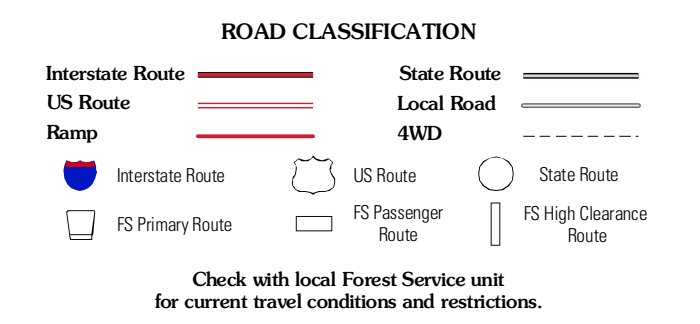 ROAD CLASSIFICATION
Interstate Route
State Route
US Route
Local Road
Ramp
4WD
Interstate Route
US Route
State Route
FS Primary Route
FS Passenger
Route
FS High Clearance
Route
Check with local Forest Service unit
for current travel conditions and restrictions.